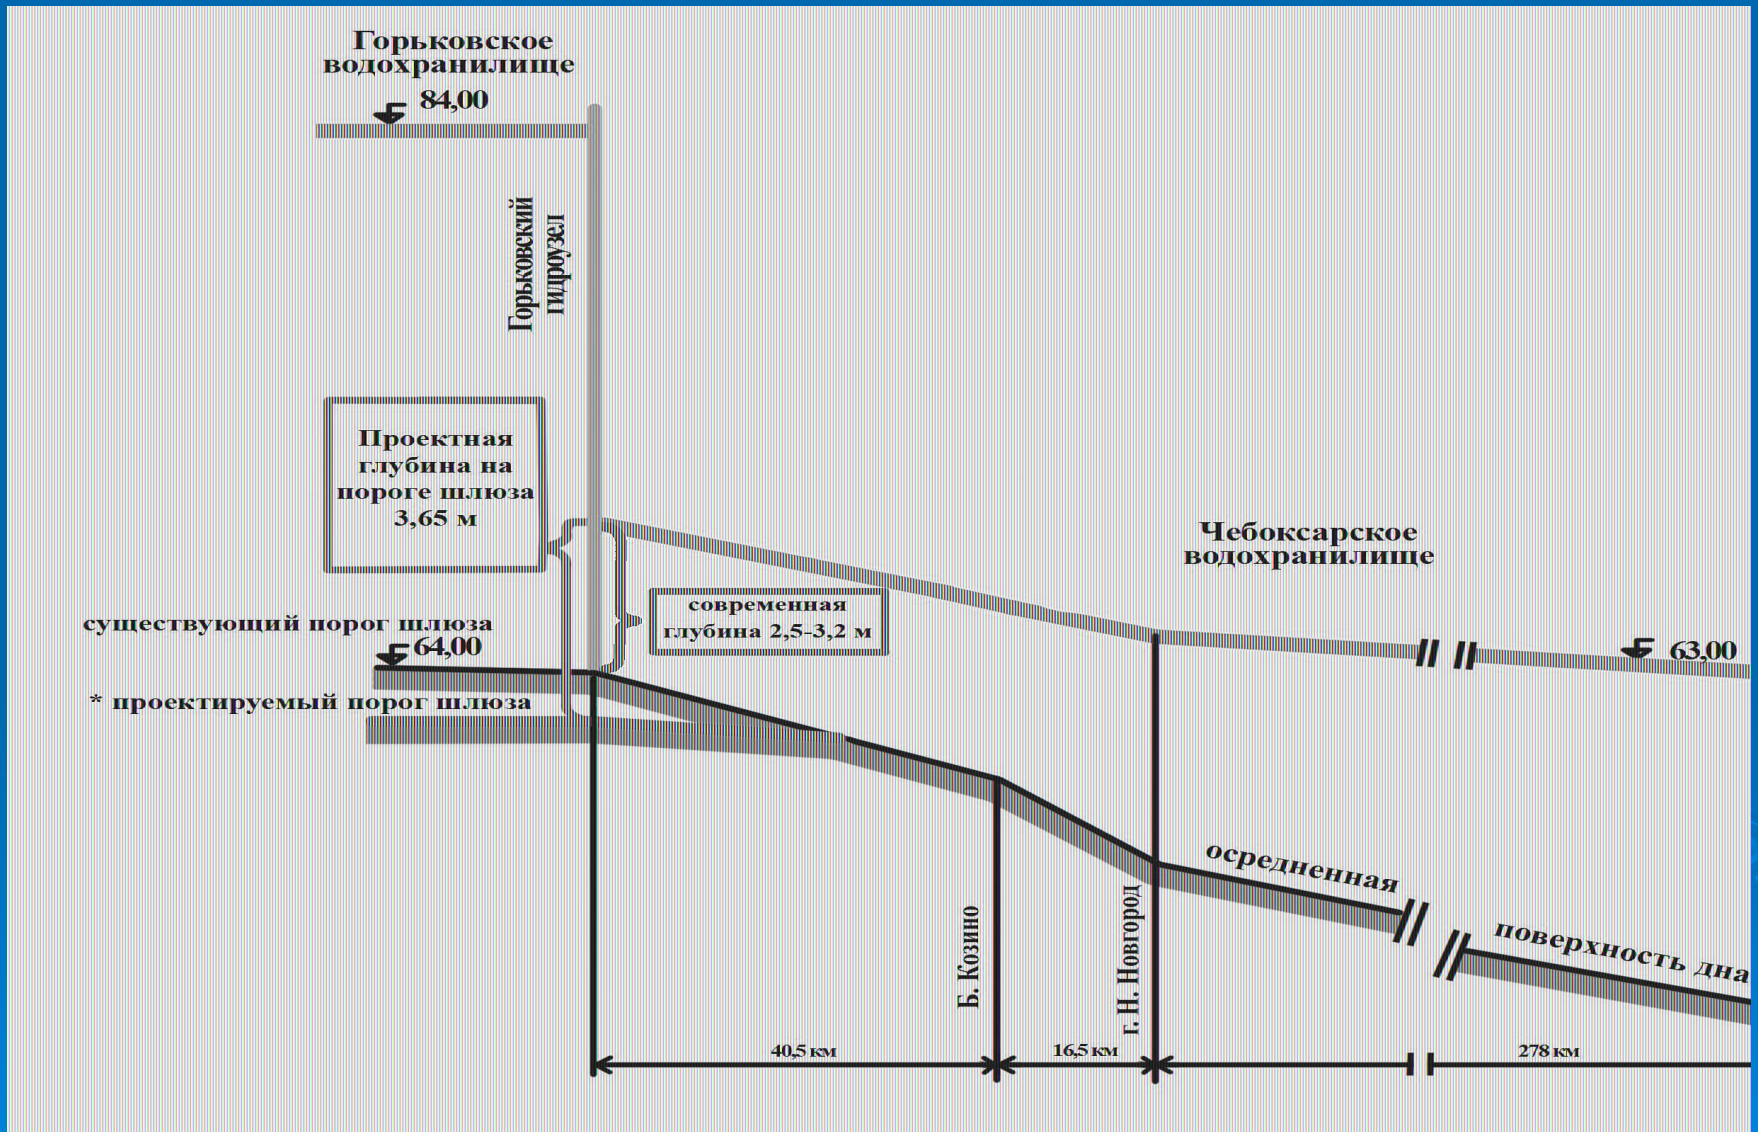 Горьковское
водохранилище
84,00
Горьковский
гидроузел
Проектная
глубина на
пороге шлюза
3,65 м
Чебоксарское
водохранилище
современная
глубина 2,5-3,2 м
существующий порог шлюза
64,00
63,00
* проектируемый порог шлюза
осредненная
поверхность дна
Б. Козино
г. Н. Новгород
40,5 км
16,5 км
278 км